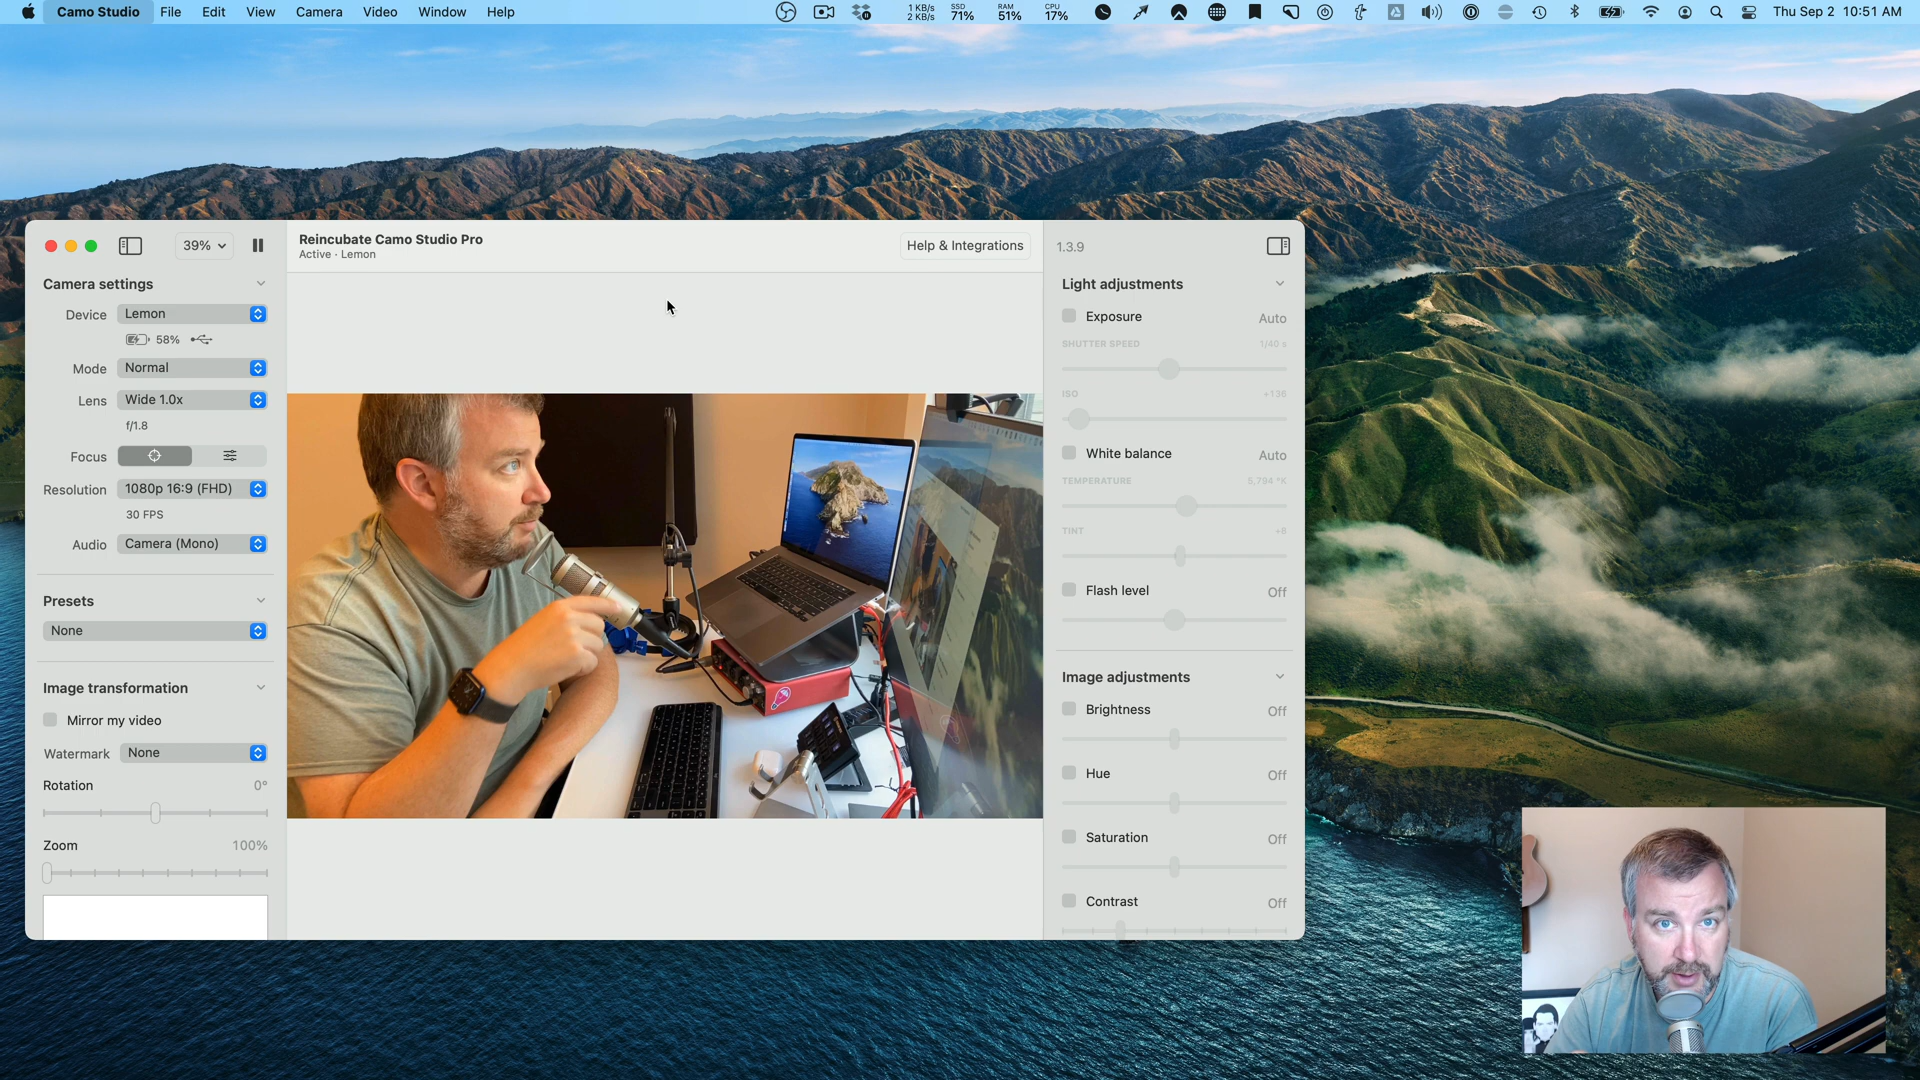 Camo Studio File Edit View Camera Video Window Help
1 KB/s
2 KB/s
SSD
71%
RAM
51%
CPU
17%
Thu Sep 2 10:51 AM
39%
Reincubate Camo Studio Pro
Active · Lemon
Help & Integrations
1.3.9
Camera settings
Device Lemon
58%
Mode Normal
Lens Wide 1.0x
f/1.8
Focus
Resolution 1080p 16:9 (FHD)
30 FPS
Audio Camera (Mono)
Presets
None
Image transformation
Mirror my video
Watermark None
Rotation 0°
Zoom 100%
Light adjustments
Exposure Auto
SHUTTER SPEED 1/40 s
ISO +136
White balance Auto
TEMPERATURE 5,794 °K
TINT +6
Flash level Off
Image adjustments
Brightness Off
Hue Off
Saturation Off
Contrast Off